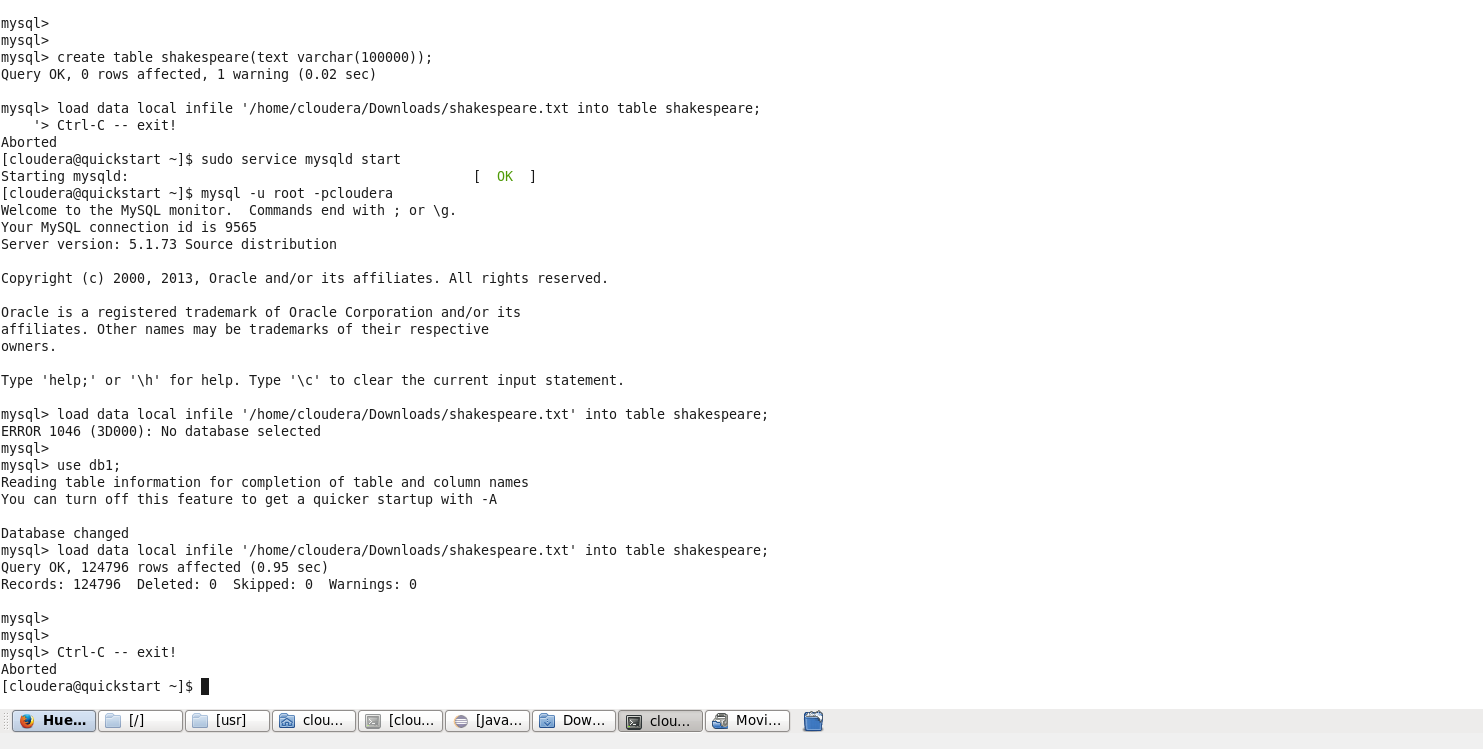 mysql>
mysql>
mysql> create table shakespeare(text varchar(100000));
Query OK, 0 rows affected, 1 warning (0.02 sec)
mysql> load data local infile '/home/cloudera/Downloads/shakespeare.txt into table shakespeare;
    '> Ctrl-C -- exit!
Aborted
[cloudera@quickstart ~]$ sudo service mysqld start
Starting mysqld:                                           [  OK  ]
[cloudera@quickstart ~]$ mysql -u root -pcloudera
Welcome to the MySQL monitor.  Commands end with ; or \g.
Your MySQL connection id is 9565
Server version: 5.1.73 Source distribution
Copyright (c) 2000, 2013, Oracle and/or its affiliates. All rights reserved.
Oracle is a registered trademark of Oracle Corporation and/or its
affiliates. Other names may be trademarks of their respective
owners.
Type 'help;' or '\h' for help. Type '\c' to clear the current input statement.
mysql> load data local infile '/home/cloudera/Downloads/shakespeare.txt' into table shakespeare;
ERROR 1046 (3D000): No database selected
mysql>
mysql> use db1;
Reading table information for completion of table and column names
You can turn off this feature to get a quicker startup with -A
Database changed
mysql> load data local infile '/home/cloudera/Downloads/shakespeare.txt' into table shakespeare;
Query OK, 124796 rows affected (0.95 sec)
Records: 124796  Deleted: 0  Skipped: 0  Warnings: 0
mysql>
mysql>
mysql> Ctrl-C -- exit!
Aborted
[cloudera@quickstart ~]$
Hue... [/] [usr] clou... [clou... [Java... Dow... clou... Movi...